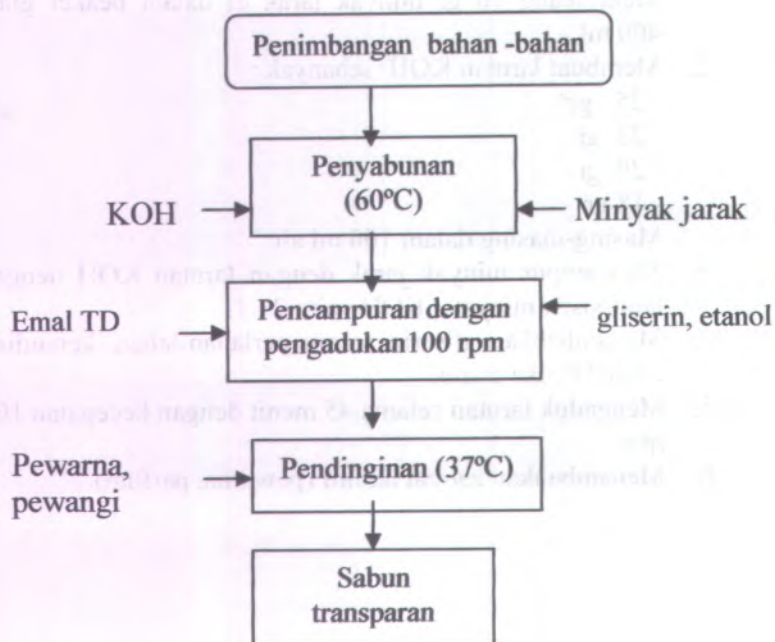 Penimbangan bahan -bahan
Penyabunan
(60ºC)
KOH
Minyak jarak
Emal TD
Pencampuran dengan
pengadukan100 rpm
gliserin, etanol
Pewarna,
pewangi
Pendinginan (37ºC)
Sabun
transparan